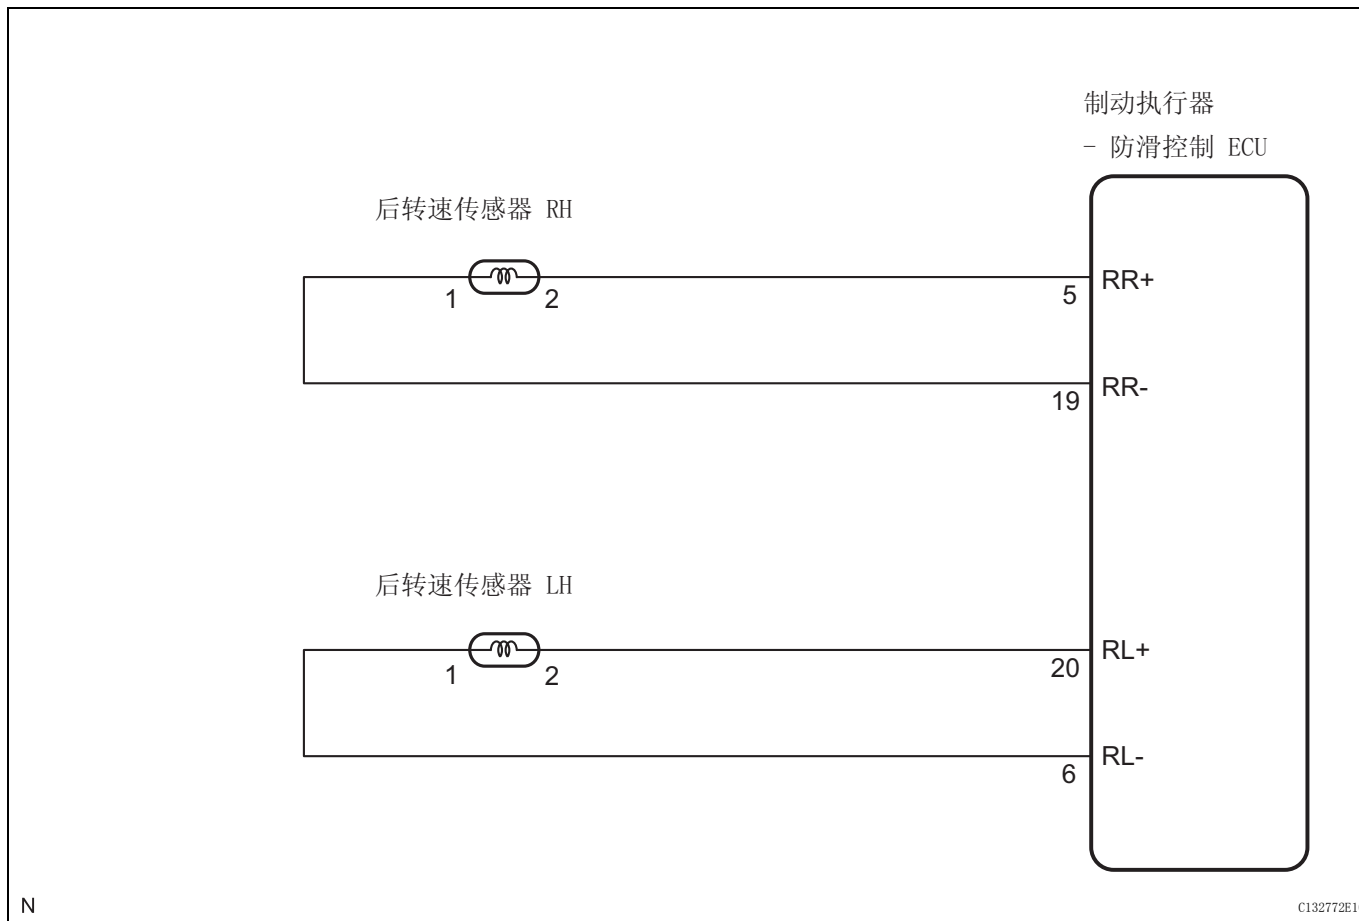 制动执行器
- 防滑控制 ECU
后转速传感器 RH
1 2 5 RR+
19 RR-
后转速传感器 LH
1 2 20 RL+
6 RL-
N C132772E1